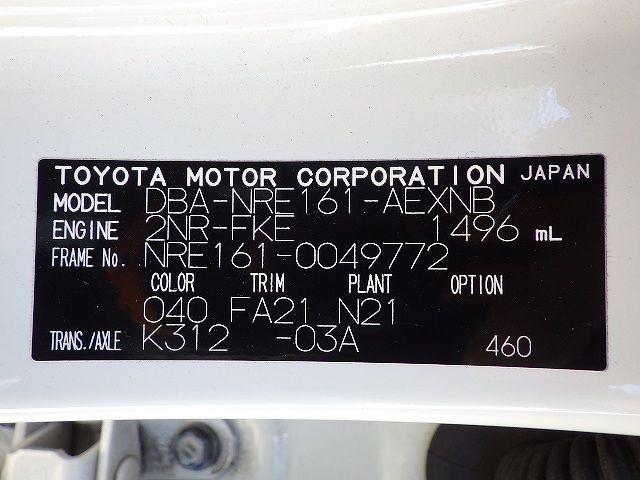 TOYOTA MOTOR CORPORATION JAPAN
MODEL DBA-NRE161-AEXNB
ENGINE 2NR-FKE 1496 mL
FRAME No. NRE161-0049772
COLOR TRIM PLANT OPTION
040 FA21 N21
TRANS./AXLE K312 -03A 460